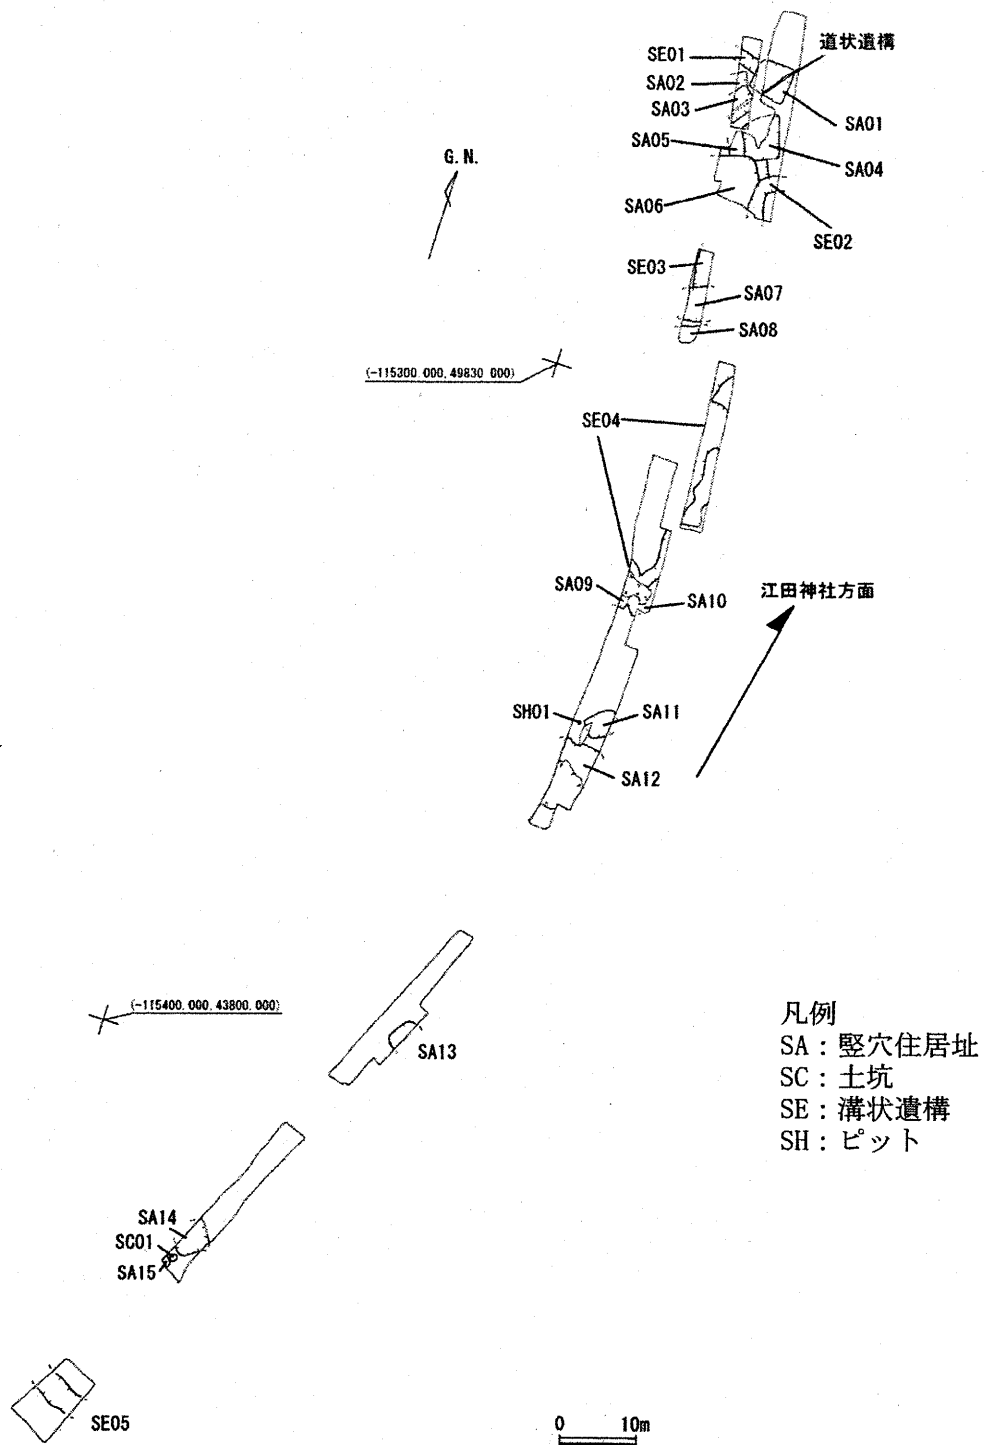 道状遺構
SE01
SA02
SA03
SA01
SA05
SA04
SA06
SE02
G.N.
SE03
SA07
SA08
(-115300.000, 49830.000)
SE04
SA09
SA10
江田神社方面
SH01
SA11
SA12
(-115400.000, 43800.000)
SA13
凡例
SA：竪穴住居址
SC：土坑
SE：溝状遺構
SH：ピット
SA14
SC01
SA15
SE05
0 10m